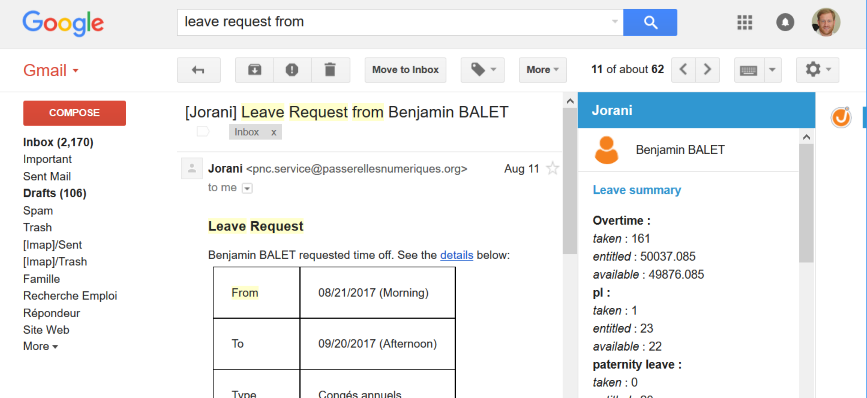 Google
leave request from
Gmail
Move to Inbox
More
11 of about 62
COMPOSE
Inbox (2,170)
Important
Sent Mail
Drafts (106)
Spam
Trash
[Imap]/Sent
[Imap]/Trash
Famille
Recherche Emploi
Répondeur
Site Web
More
[Jorani] Leave Request from Benjamin BALET
Inbox x
Jorani <pnc.service@passerellesnumeriques.org>
Aug 11
to me
Leave Request
Benjamin BALET requested time off. See the details below:
From 08/21/2017 (Morning)
To 09/20/2017 (Afternoon)
Type Congés annuels
Jorani
Benjamin BALET
Leave summary
Overtime :
taken : 161
entitled : 50037.085
available : 49876.085
pl :
taken : 1
entitled : 23
available : 22
paternity leave :
taken : 0